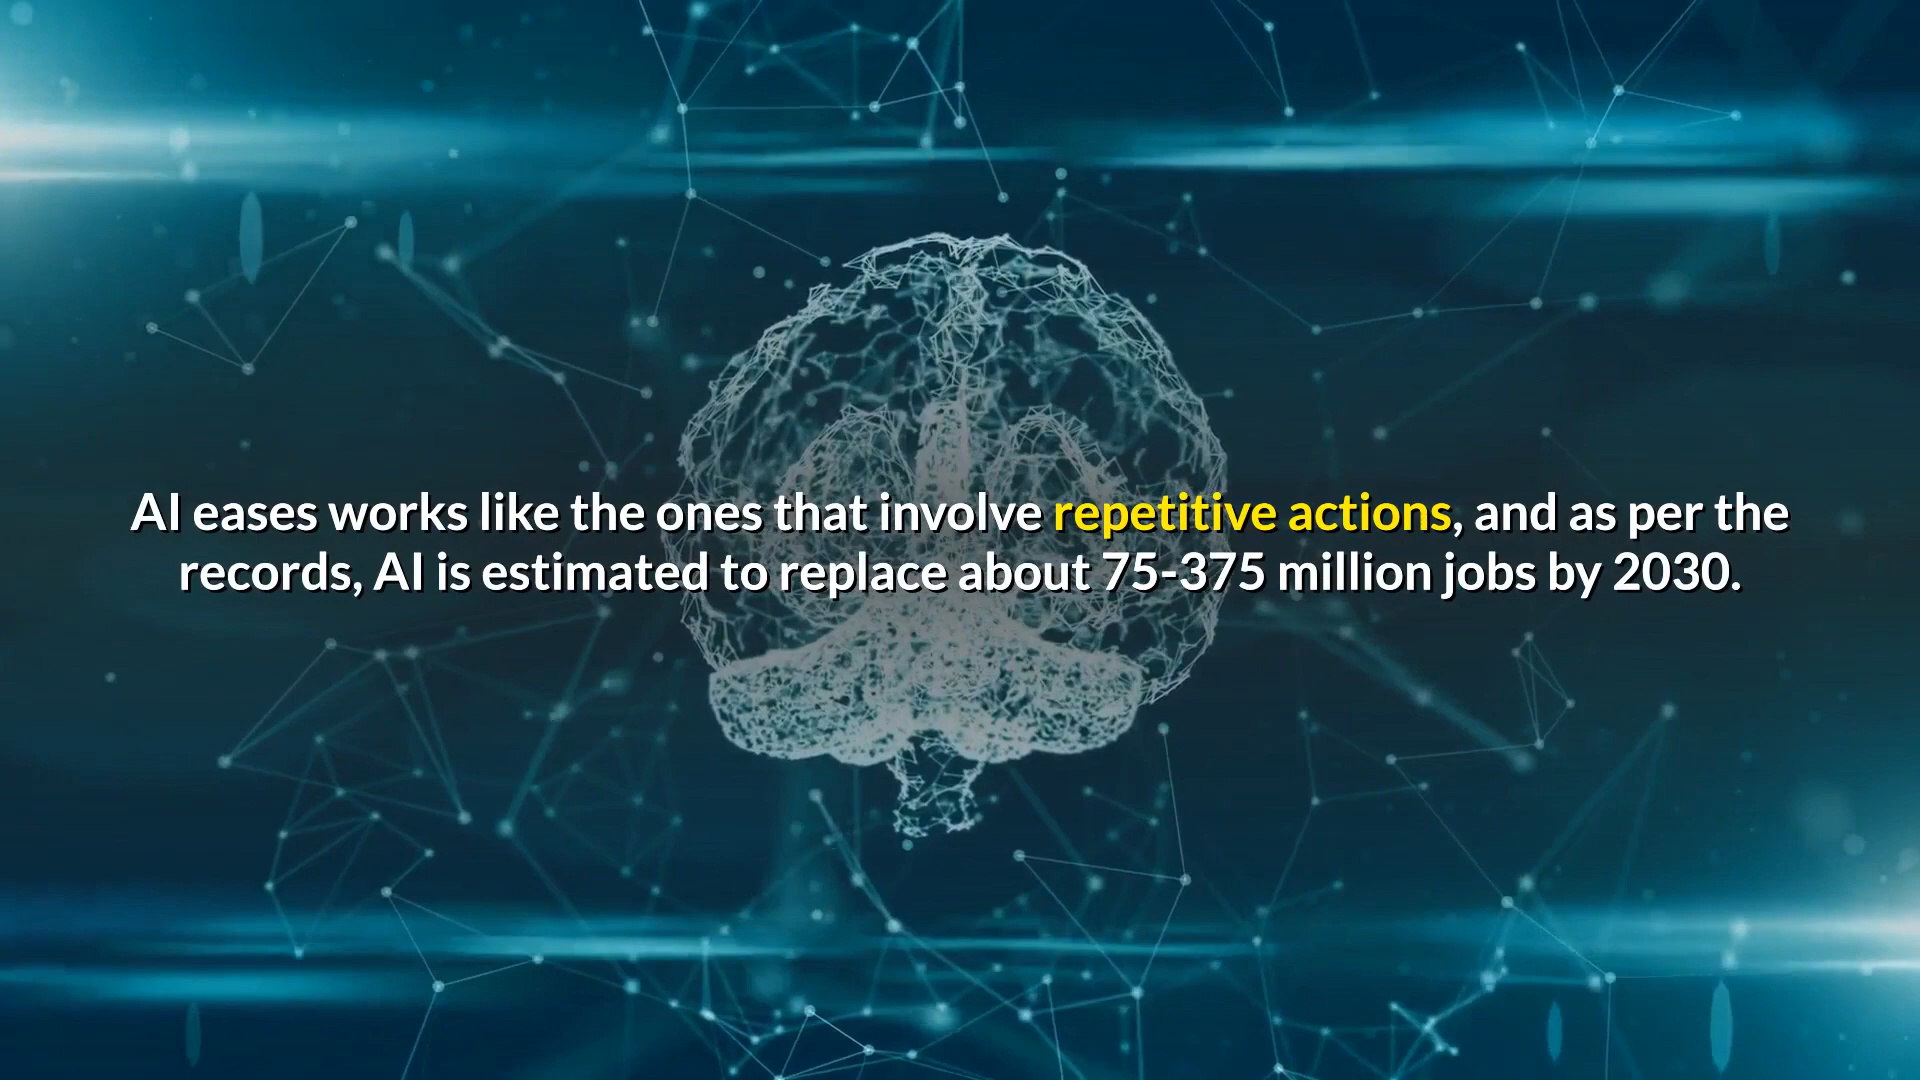 AI eases works like the ones that involve repetitive actions, and as per the
records, AI is estimated to replace about 75-375 million jobs by 2030.